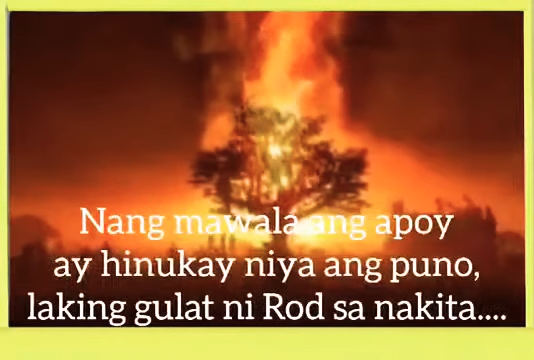 Nang mawala ang apoy
ay hinukay niya ang puno,
laking gulat ni Rod sa nakita....